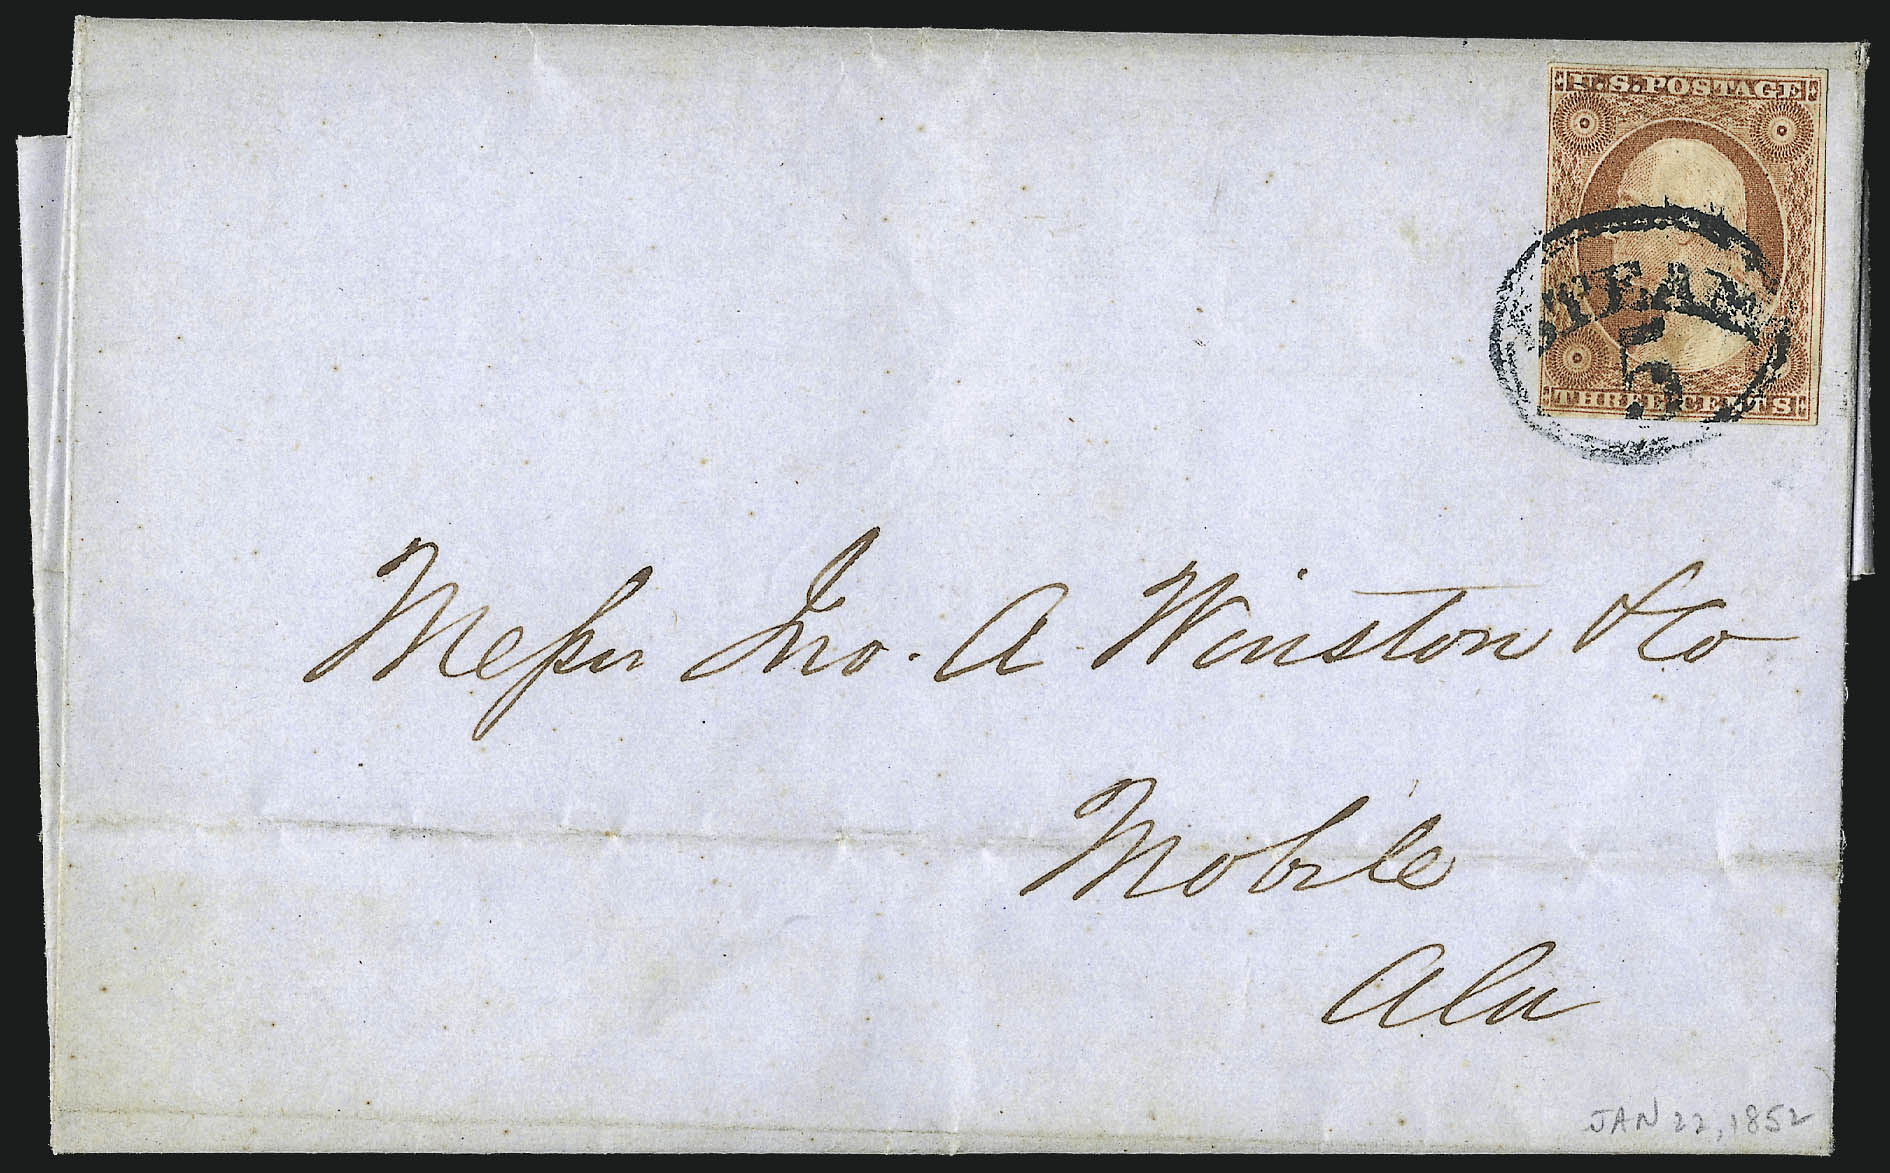 U.S. POSTAGE
STEAM
5
THREE CENTS
Messrs Jno. A Winston & Co
Mobile
Ala
JAN 22, 1852